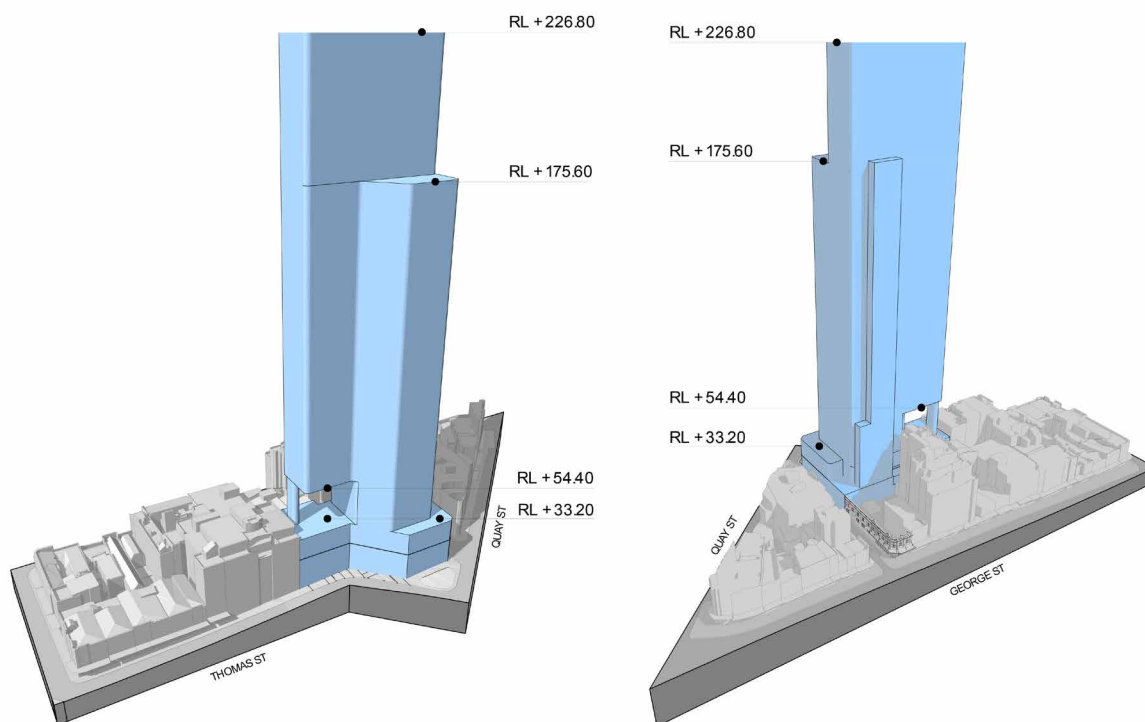 RL + 226.80
RL + 175.60
RL + 54.40
RL + 33.20
QUAY ST
THOMAS ST
RL + 226.80
RL + 175.60
RL + 54.40
RL + 33.20
QUAY ST
GEORGE ST